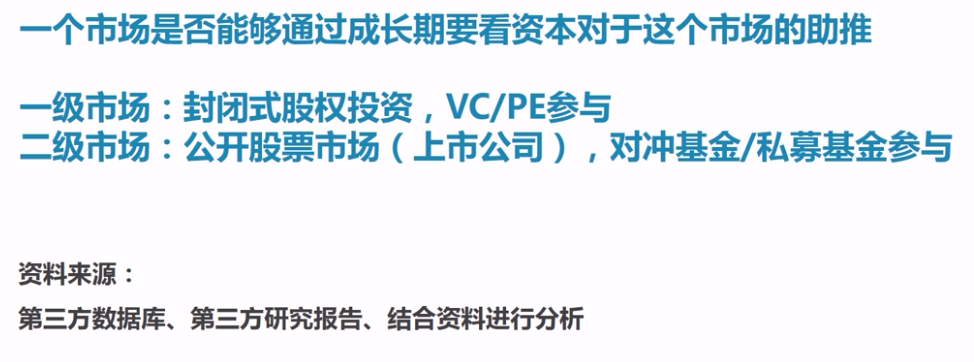 一个市场是否能够通过成长期要看资本对于这个市场的助推
一级市场：封闭式股权投资，VC/PE参与
二级市场：公开股票市场（上市公司），对冲基金/私募基金参与
资料来源：
第三方数据库、第三方研究报告、结合资料进行分析